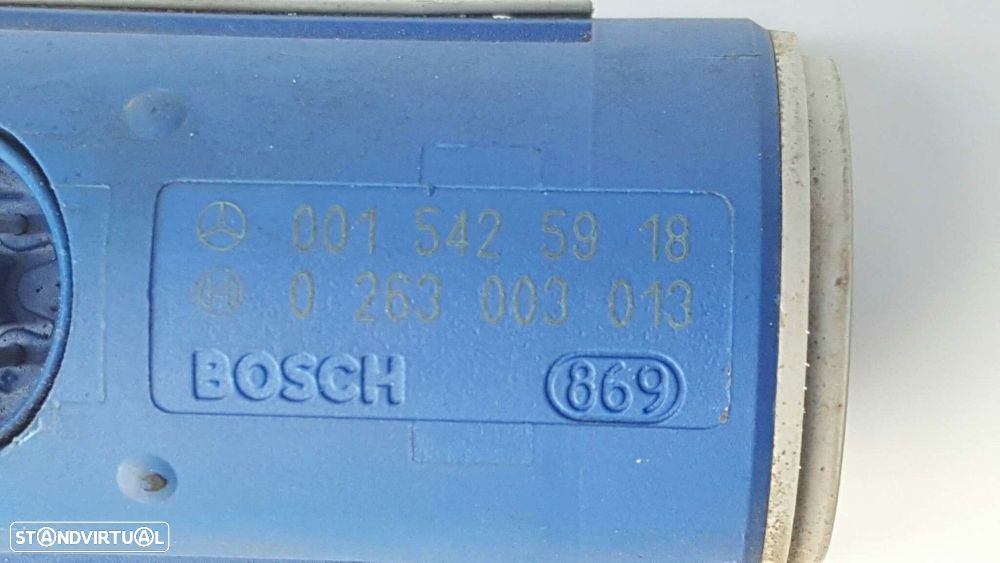 001 542 59 18
0 263 003 013
BOSCH 869
STANDVIRTUAL